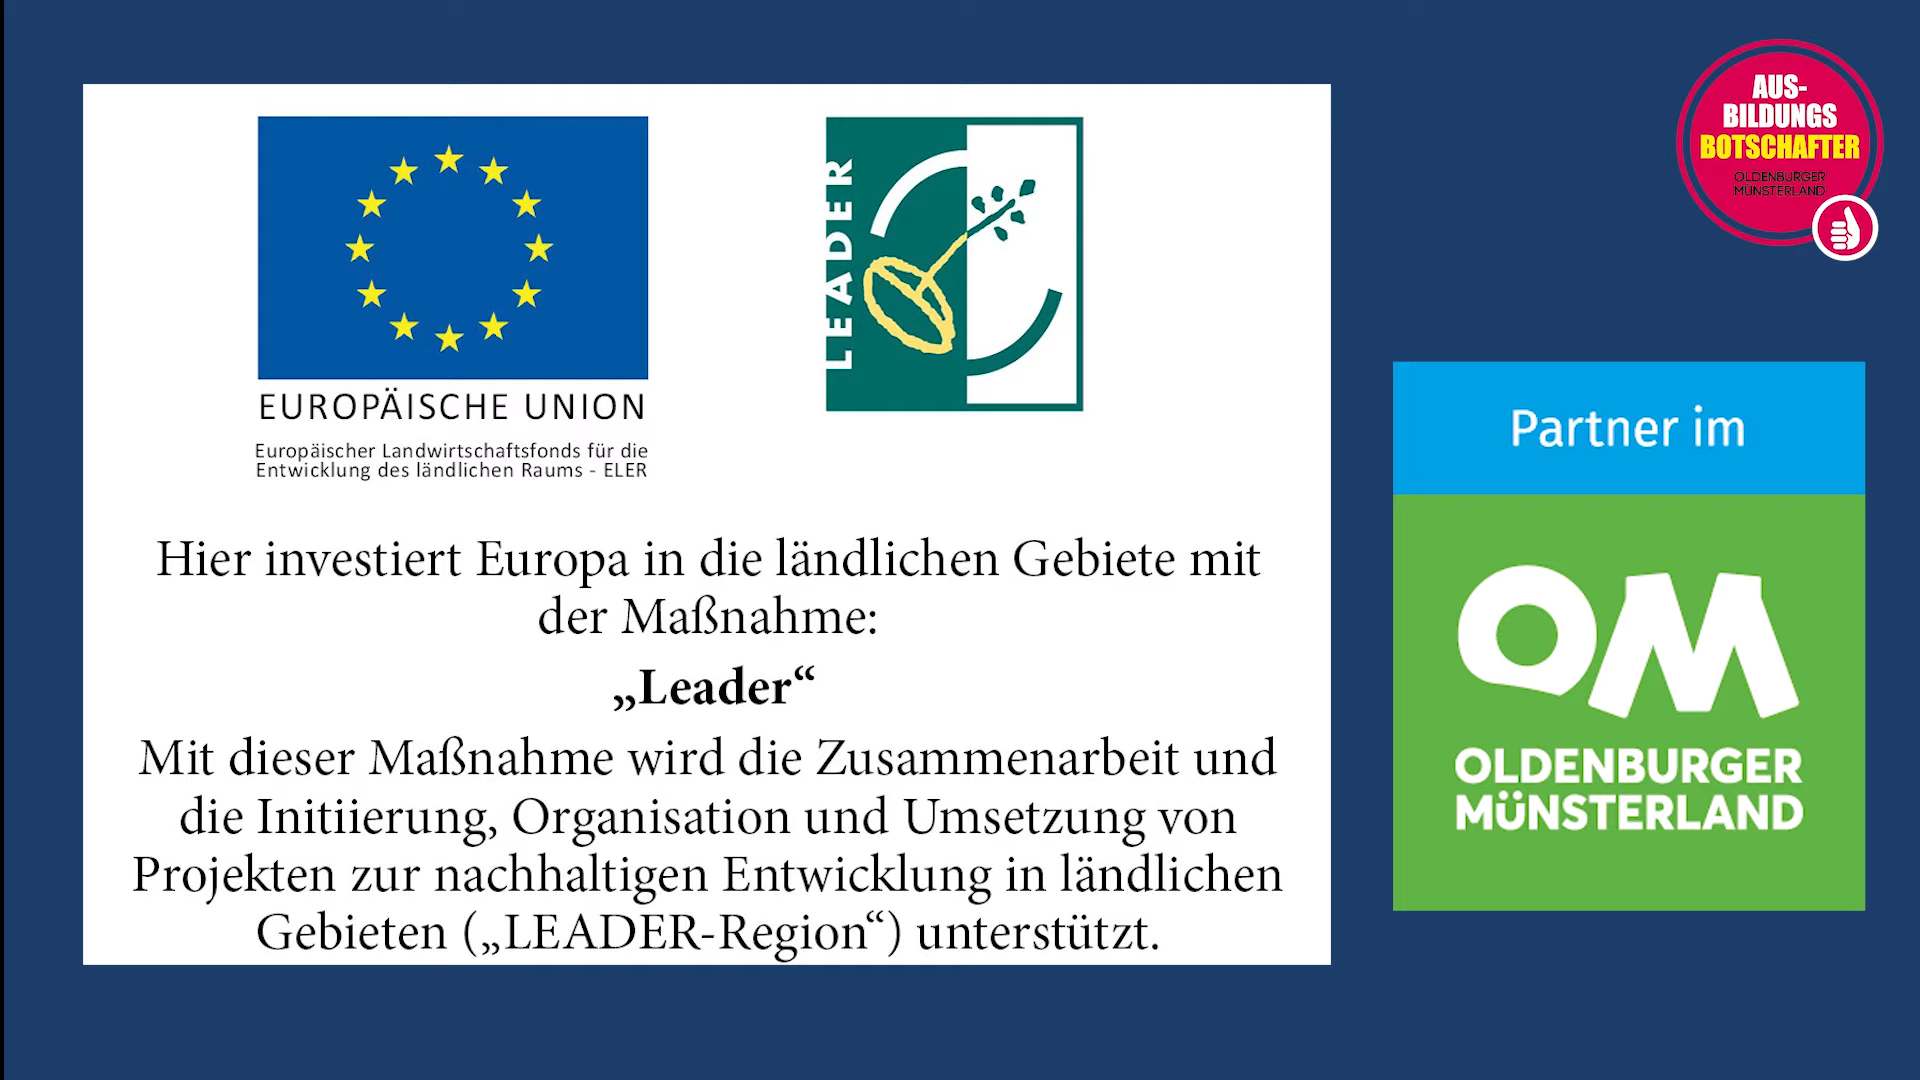 EUROPÄISCHE UNION
Europäischer Landwirtschaftsfonds für die
Entwicklung des ländlichen Raums - ELER
LEADER
Hier investiert Europa in die ländlichen Gebiete mit
der Maßnahme:
„Leader“
Mit dieser Maßnahme wird die Zusammenarbeit und
die Initiierung, Organisation und Umsetzung von
Projekten zur nachhaltigen Entwicklung in ländlichen
Gebieten („LEADER-Region“) unterstützt.
AUS-
BILDUNGS
BOTSCHAFTER
OLDENBURGER
MÜNSTERLAND
Partner im
OM
OLDENBURGER
MÜNSTERLAND